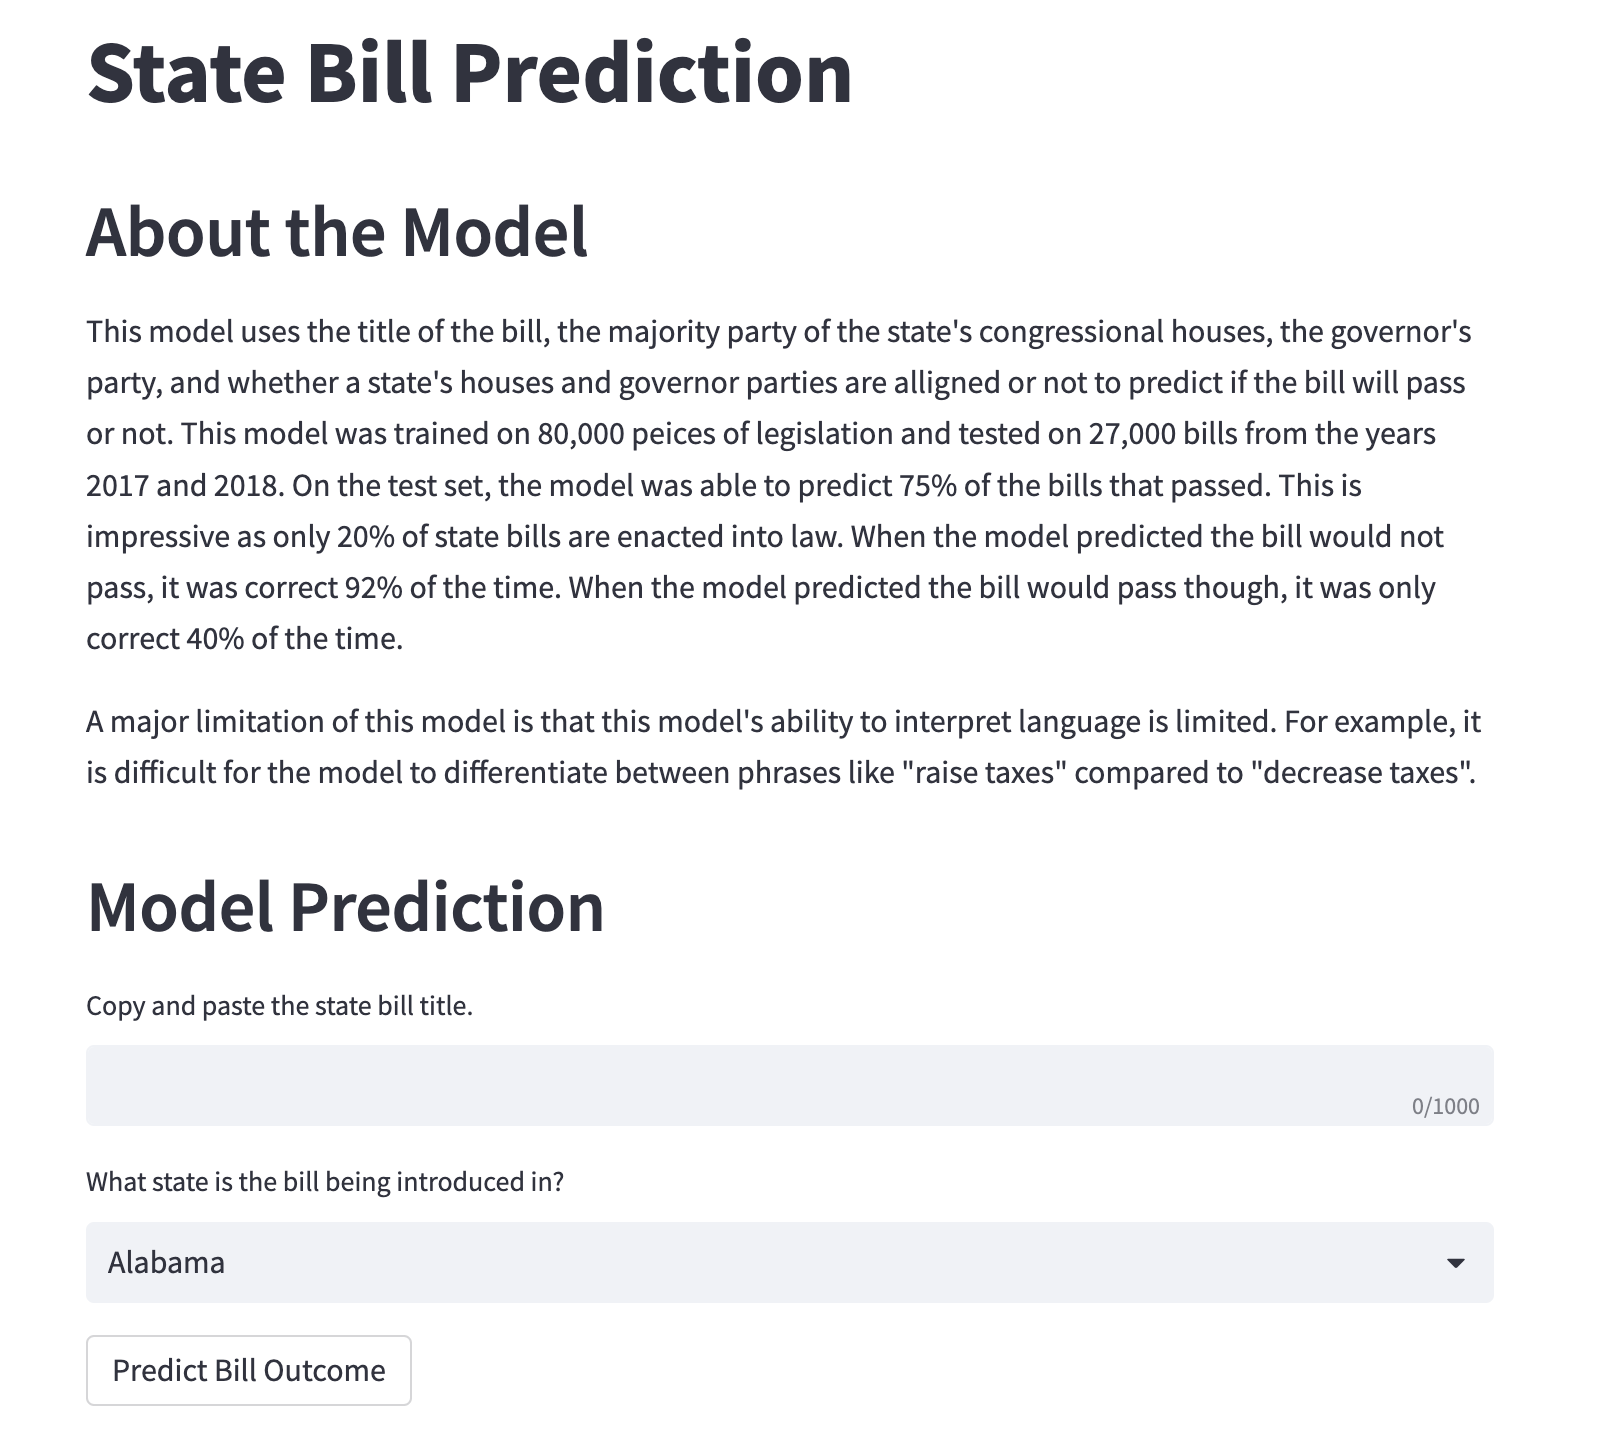 State Bill Prediction
About the Model
This model uses the title of the bill, the majority party of the state's congressional houses, the governor's
party, and whether a state's houses and governor parties are alligned or not to predict if the bill will pass
or not. This model was trained on 80,000 peices of legislation and tested on 27,000 bills from the years
2017 and 2018. On the test set, the model was able to predict 75% of the bills that passed. This is
impressive as only 20% of state bills are enacted into law. When the model predicted the bill would not
pass, it was correct 92% of the time. When the model predicted the bill would pass though, it was only
correct 40% of the time.
A major limitation of this model is that this model's ability to interpret language is limited. For example, it
is difficult for the model to differentiate between phrases like "raise taxes" compared to "decrease taxes".
Model Prediction
Copy and paste the state bill title.
0/1000
What state is the bill being introduced in?
Alabama
Predict Bill Outcome